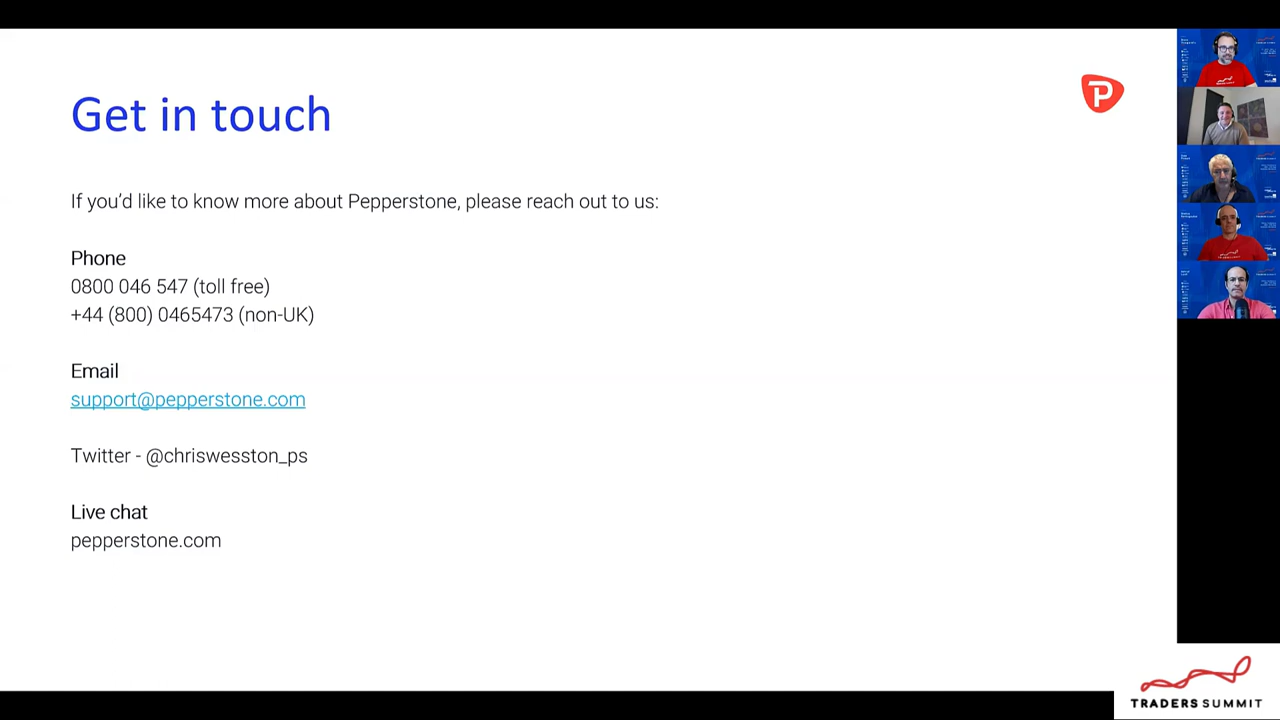 Get in touch
If you’d like to know more about Pepperstone, please reach out to us:
Phone
0800 046 547 (toll free)
+44 (800) 0465473 (non-UK)
Email
support@pepperstone.com
Twitter - @chriswesston_ps
Live chat
pepperstone.com
P
TRADERS SUMMIT